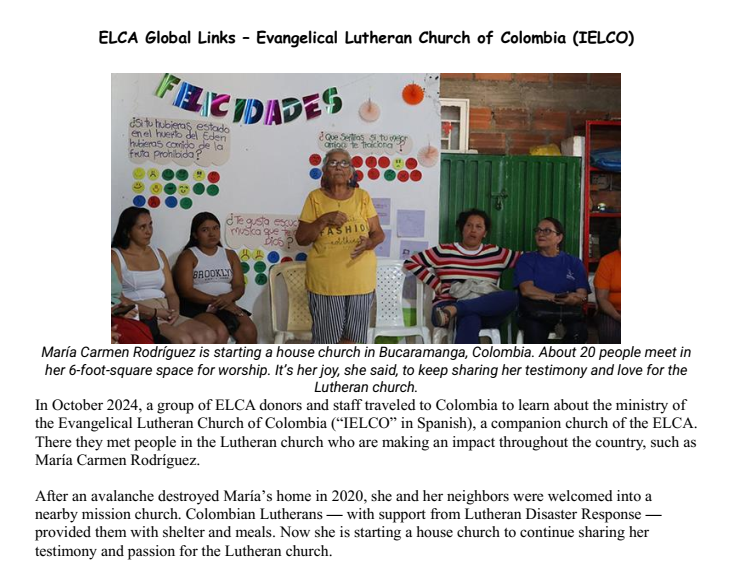 ELCA Global Links – Evangelical Lutheran Church of Colombia (IELCO)
FELICIDADES
¿Si tu hubieras estado
en el huerto del Eden
hubieras comido de la
fruta prohibida?
¿Que sentirias si tu mejor
amigo te traiciona?
¿Te gusta escuc
musica que
Dios?
FASHIO
BROOKLY
María Carmen Rodríguez is starting a house church in Bucaramanga, Colombia. About 20 people meet in
her 6-foot-square space for worship. It’s her joy, she said, to keep sharing her testimony and love for the
Lutheran church.
In October 2024, a group of ELCA donors and staff traveled to Colombia to learn about the ministry of
the Evangelical Lutheran Church of Colombia (“IELCO” in Spanish), a companion church of the ELCA.
There they met people in the Lutheran church who are making an impact throughout the country, such as
María Carmen Rodríguez.
After an avalanche destroyed María’s home in 2020, she and her neighbors were welcomed into a
nearby mission church. Colombian Lutherans — with support from Lutheran Disaster Response —
provided them with shelter and meals. Now she is starting a house church to continue sharing her
testimony and passion for the Lutheran church.